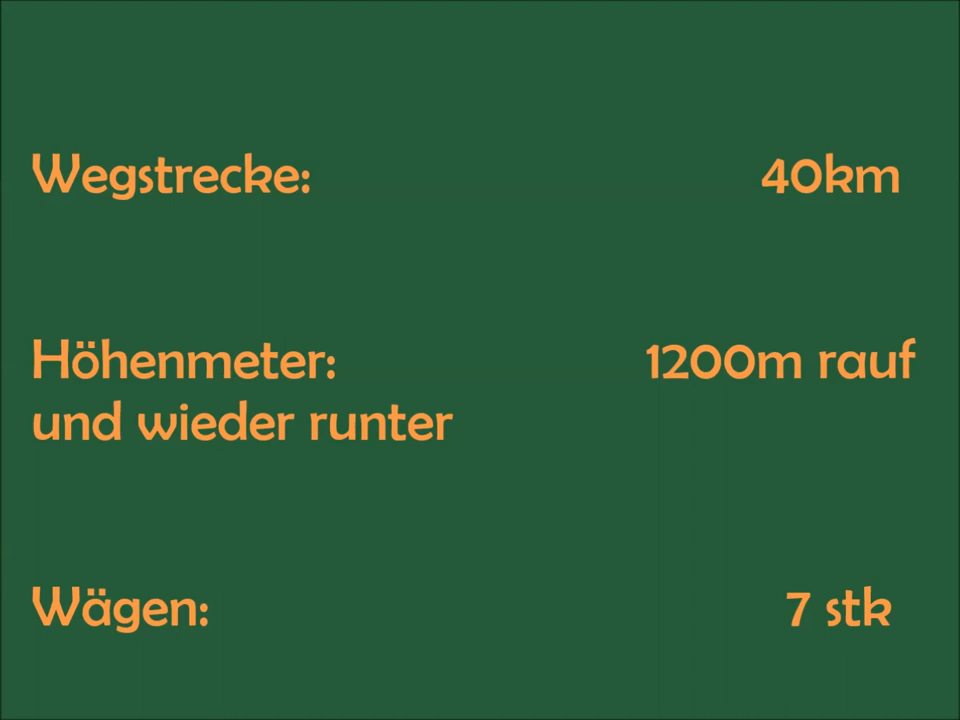 Wegstrecke: 40km
Höhenmeter: 1200m rauf
und wieder runter
Wägen: 7 stk